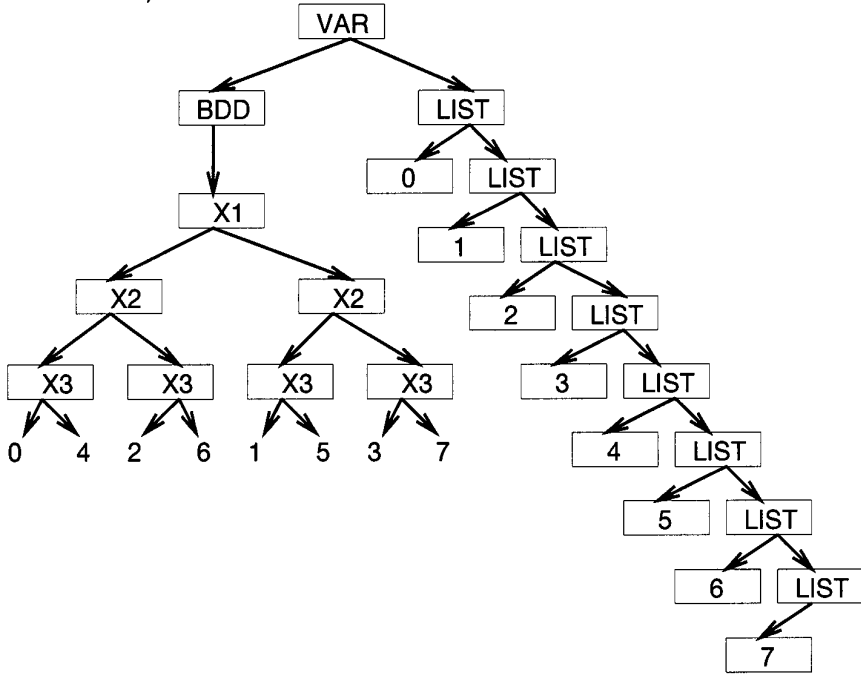 VAR
BDD LIST
0 LIST
X1
1 LIST
X2 X2
2 LIST
X3 X3 X3 X3
3 LIST
0 4 2 6 1 5 3 7
4 LIST
5 LIST
6 LIST
7